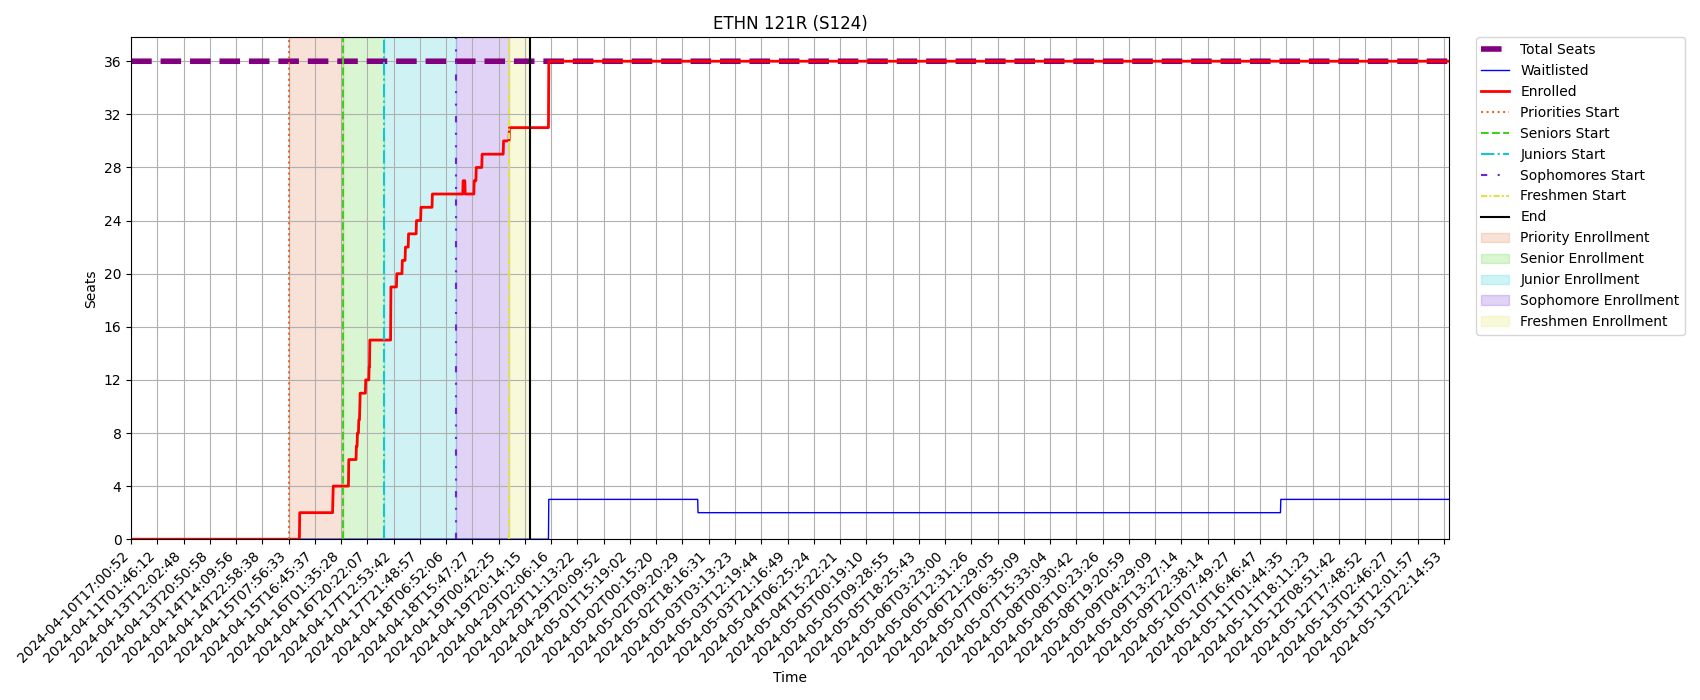 ETHN 121R (S124)
Seats
36
32
28
24
20
16
12
8
4
0
2024-04-10T17:00:52
2024-04-11T01:46:12
2024-04-13T12:02:48
2024-04-13T20:50:58
2024-04-14T14:09:56
2024-04-14T22:58:38
2024-04-15T07:56:33
2024-04-15T16:45:37
2024-04-16T01:35:28
2024-04-16T20:22:07
2024-04-17T12:53:42
2024-04-17T21:48:57
2024-04-18T06:52:06
2024-04-18T15:47:27
2024-04-19T00:42:25
2024-04-19T20:14:15
2024-04-29T02:06:16
2024-04-29T11:13:22
2024-04-29T20:09:52
2024-05-01T15:19:02
2024-05-02T00:15:20
2024-05-02T09:20:29
2024-05-02T18:16:31
2024-05-03T03:13:23
2024-05-03T12:19:44
2024-05-03T21:16:49
2024-05-04T06:25:24
2024-05-04T15:22:21
2024-05-05T00:19:10
2024-05-05T09:28:55
2024-05-05T18:25:43
2024-05-06T03:23:00
2024-05-06T12:31:26
2024-05-06T21:29:05
2024-05-07T06:35:09
2024-05-07T15:33:04
2024-05-08T00:30:42
2024-05-08T10:23:26
2024-05-08T19:20:59
2024-05-09T04:29:09
2024-05-09T13:27:14
2024-05-09T22:38:14
2024-05-10T07:49:27
2024-05-10T16:46:47
2024-05-11T01:44:35
2024-05-11T18:11:23
2024-05-12T08:51:42
2024-05-12T17:48:52
2024-05-13T02:46:27
2024-05-13T12:01:57
2024-05-13T22:14:53
Time
Total Seats
Waitlisted
Enrolled
Priorities Start
Seniors Start
Juniors Start
Sophomores Start
Freshmen Start
End
Priority Enrollment
Senior Enrollment
Junior Enrollment
Sophomore Enrollment
Freshmen Enrollment